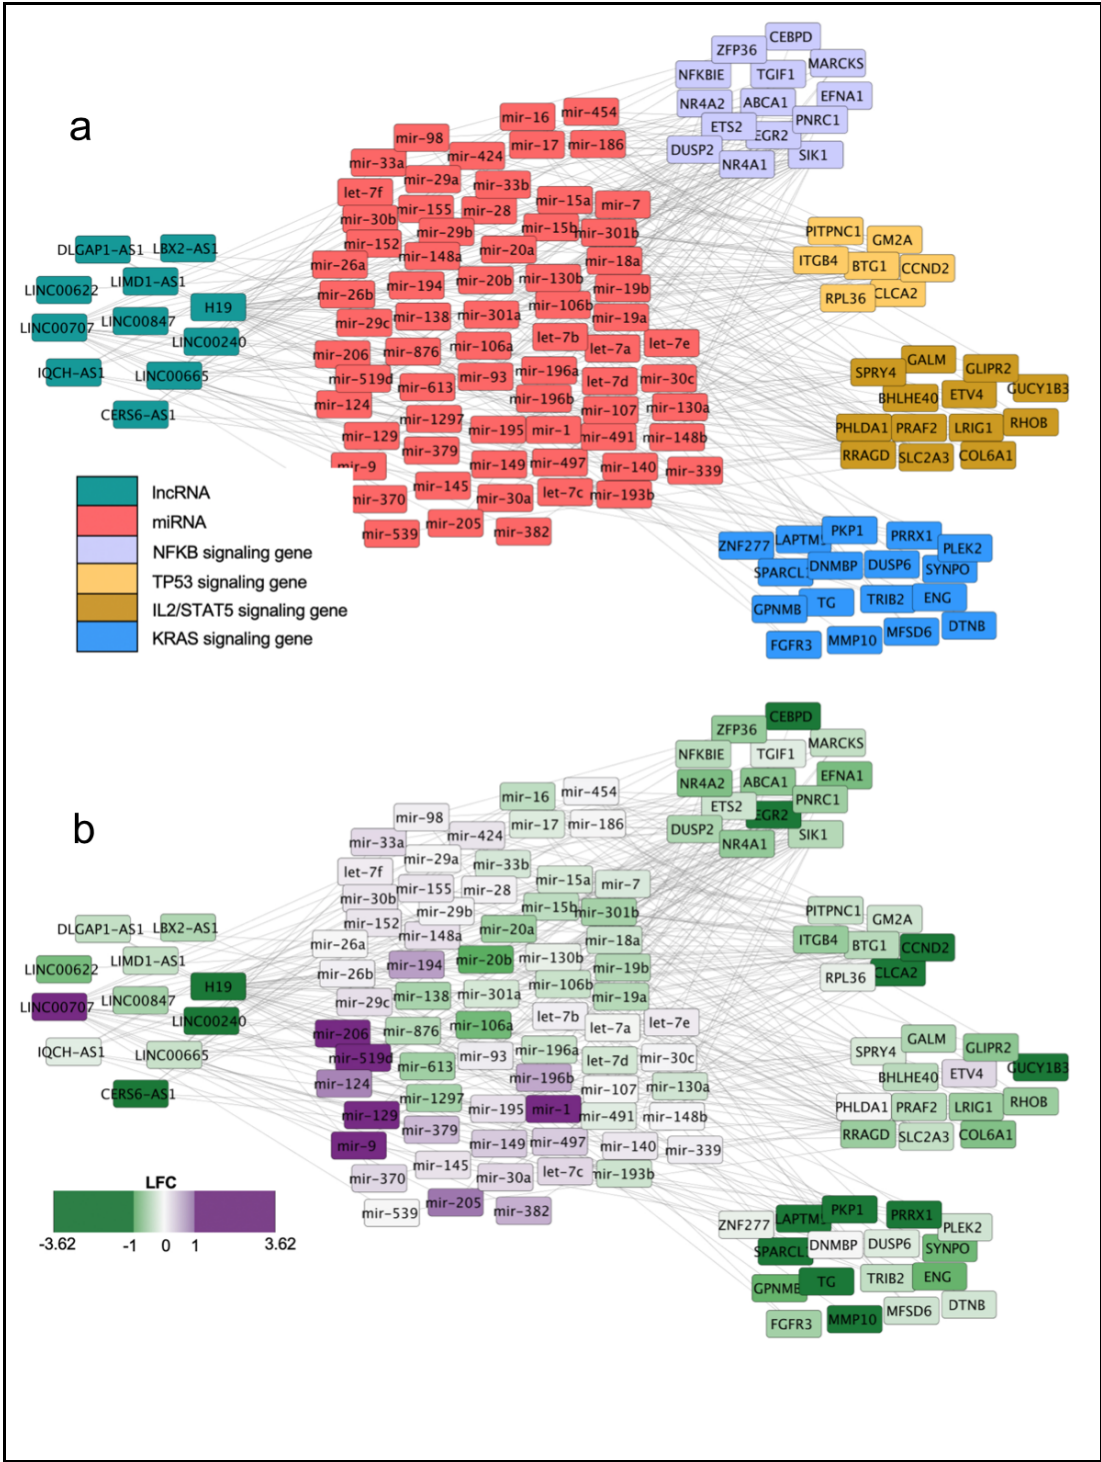 a
CEBPD
ZFP36
MARCKS
NFKBIE
TGIF1
NR4A2
ABCA1
EFNA1
ETS2
EGR2
PNRC1
DUSP2
NR4A1
SIK1
mir-16
mir-454
mir-98
mir-17
mir-186
mir-33a
mir-424
let-7f
mir-29a
mir-33b
mir-30b
mir-155
mir-28
mir-15a
mir-7
mir-152
mir-29b
mir-15b
mir-301b
mir-26a
mir-148a
mir-20a
mir-18a
mir-26b
mir-194
mir-20b
mir-130b
mir-19b
mir-29c
mir-138
mir-301a
mir-106b
mir-19a
mir-206
mir-876
mir-106a
let-7b
let-7a
let-7e
mir-519d
mir-613
mir-93
mir-196a
let-7d
mir-30c
mir-124
mir-1297
mir-196b
mir-107
mir-130a
mir-129
mir-379
mir-195
mir-1
mir-491
mir-148b
mir-9
mir-149
mir-497
mir-140
mir-339
mir-370
mir-145
mir-30a
let-7c
mir-193b
mir-539
mir-205
mir-382
DLGAP1-AS1
LBX2-AS1
LINC00622
LIMD1-AS1
H19
LINC00707
LINC00847
LINC00240
IQCH-AS1
LINC00665
CERS6-AS1
PITPNC1
GM2A
ITGB4
BTG1
CCND2
RPL36
CLCA2
GALM
SPRY4
GLIPR2
BHLHE40
ETV4
GUCY1B3
PHLDA1
PRAF2
LRIG1
RHOB
RRAGD
SLC2A3
COL6A1
ZNF277
LAPTM
PKP1
PRRX1
PLEK2
SPARCL
DNMBP
DUSP6
SYNPO
GPNMB
TG
TRIB2
ENG
FGFR3
MMP10
MFSD6
DTNB
lncRNA
miRNA
NFKB signaling gene
TP53 signaling gene
IL2/STAT5 signaling gene
KRAS signaling gene
b
CEBPD
ZFP36
MARCKS
NFKBIE
TGIF1
NR4A2
ABCA1
EFNA1
ETS2
EGR2
PNRC1
DUSP2
NR4A1
SIK1
mir-16
mir-454
mir-98
mir-17
mir-186
mir-33a
mir-424
let-7f
mir-29a
mir-33b
mir-30b
mir-155
mir-28
mir-15a
mir-7
mir-152
mir-29b
mir-15b
mir-301b
mir-26a
mir-148a
mir-20a
mir-18a
mir-26b
mir-194
mir-20b
mir-130b
mir-19b
mir-29c
mir-138
mir-301a
mir-106b
mir-19a
mir-206
mir-876
mir-106a
let-7b
let-7a
let-7e
mir-519d
mir-613
mir-93
mir-196a
let-7d
mir-30c
mir-124
mir-1297
mir-196b
mir-107
mir-130a
mir-129
mir-379
mir-195
mir-1
mir-491
mir-148b
mir-9
mir-149
mir-497
mir-140
mir-339
mir-370
mir-145
mir-30a
let-7c
mir-193b
mir-539
mir-205
mir-382
DLGAP1-AS1
LBX2-AS1
LINC00622
LIMD1-AS1
H19
LINC00707
LINC00847
LINC00240
IQCH-AS1
LINC00665
CERS6-AS1
PITPNC1
GM2A
ITGB4
BTG1
CCND2
RPL36
CLCA2
GALM
SPRY4
GLIPR2
BHLHE40
ETV4
GUCY1B3
PHLDA1
PRAF2
LRIG1
RHOB
RRAGD
SLC2A3
COL6A1
ZNF277
LAPTM
PKP1
PRRX1
PLEK2
SPARCL
DNMBP
DUSP6
SYNPO
GPNMB
TG
TRIB2
ENG
FGFR3
MMP10
MFSD6
DTNB
LFC
-3.62 -1 0 1 3.62